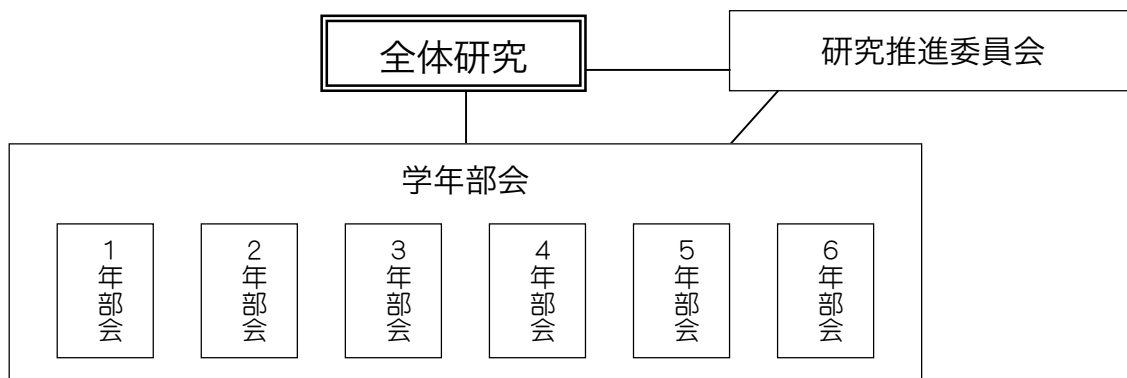 全体研究
研究推進委員会
学年部会
1年部会
2年部会
3年部会
4年部会
5年部会
6年部会